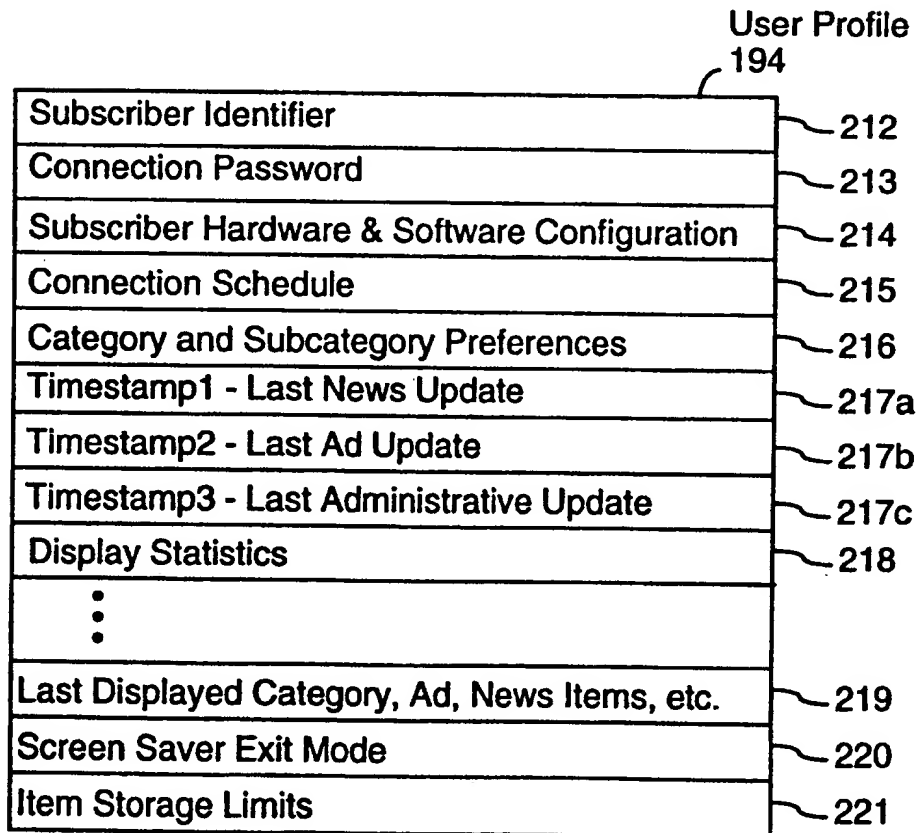 User Profile
194
Subscriber Identifier 212
Connection Password 213
Subscriber Hardware & Software Configuration 214
Connection Schedule 215
Category and Subcategory Preferences 216
Timestamp1 - Last News Update 217a
Timestamp2 - Last Ad Update 217b
Timestamp3 - Last Administrative Update 217c
Display Statistics 218
Last Displayed Category, Ad, News Items, etc. 219
Screen Saver Exit Mode 220
Item Storage Limits 221